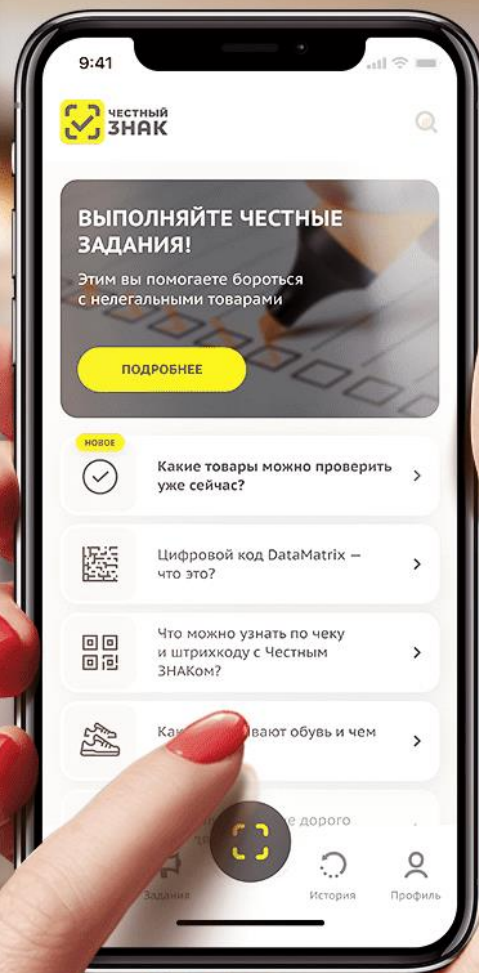 9:41
ЧЕСТНЫЙ
ЗНАК
ВЫПОЛНЯЙТЕ ЧЕСТНЫЕ
ЗАДАНИЯ!
Этим вы помогаете бороться
с нелегальными товарами
ПОДРОБНЕЕ
НОВОЕ
Какие товары можно проверить
уже сейчас?
Цифровой код DataMatrix —
что это?
Что можно узнать по чеку
и штрихкоду с Честным
ЗНАКом?
обувь и чем
дорого
Задания
История
Профиль